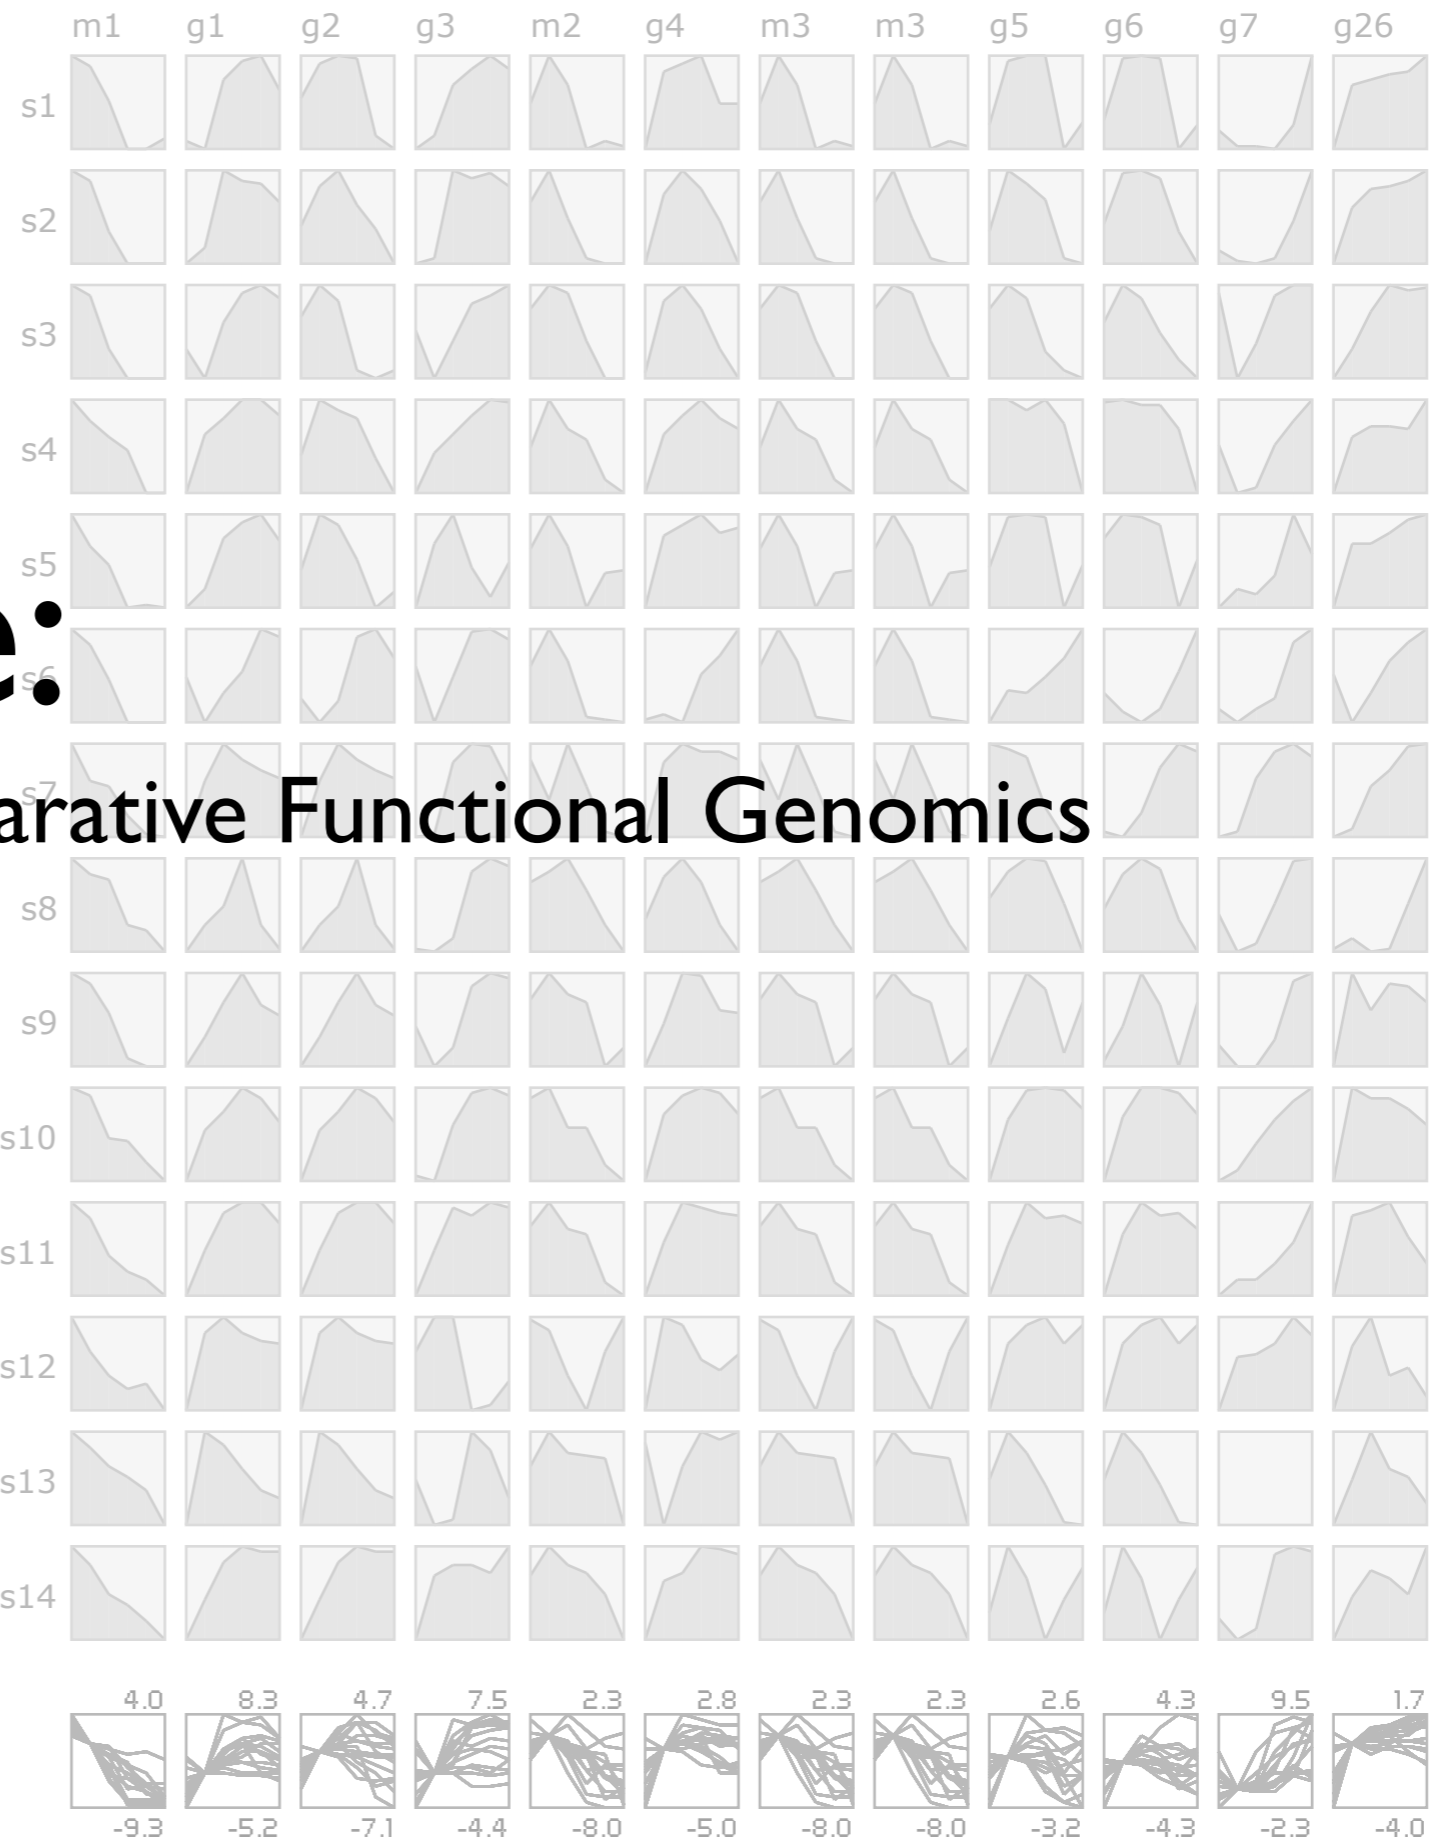 m1 g1 g2 g3 m2 g4 m3 m3 g5 g6 g7 g26
s1
s2
s3
s4
s5
e:
s6
s7
arative Functional Genomics
s8
s9
s10
s11
s12
s13
s14
4.0 8.3 4.7 7.5 2.3 2.8 2.3 2.3 2.6 4.3 9.5 1.7
-9.3 -5.2 -7.1 -4.4 -8.0 -5.0 -8.0 -8.0 -3.2 -4.3 -2.3 -4.0